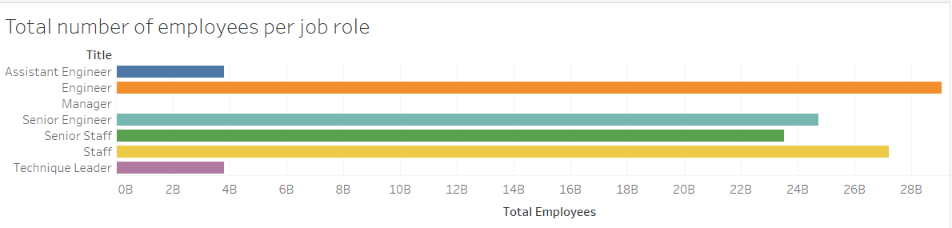 Total number of employees per job role
Title
Assistant Engineer
Engineer
Manager
Senior Engineer
Senior Staff
Staff
Technique Leader
0B 2B 4B 6B 8B 10B 12B 14B 16B 18B 20B 22B 24B 26B 28B
Total Employees